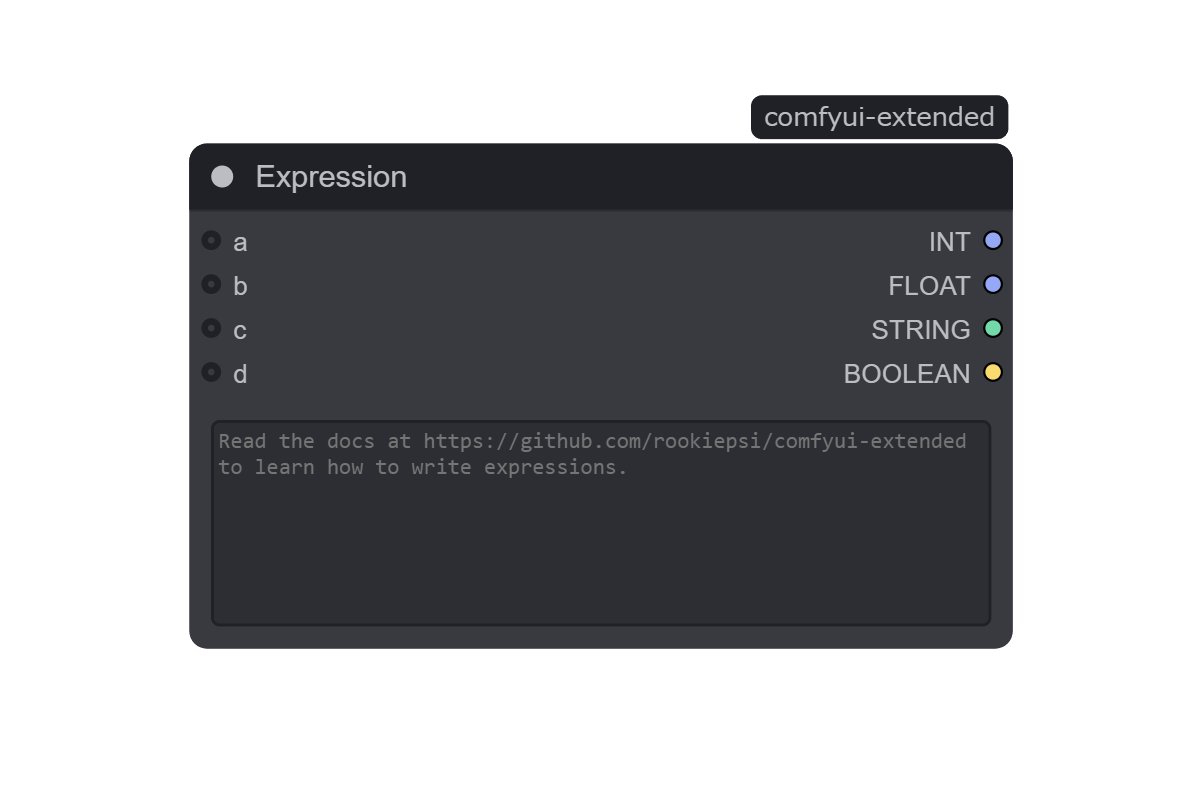 comfyui-extended
Expression
a INT
b FLOAT
c STRING
d BOOLEAN
Read the docs at https://github.com/rookiepsi/comfyui-extended
to learn how to write expressions.